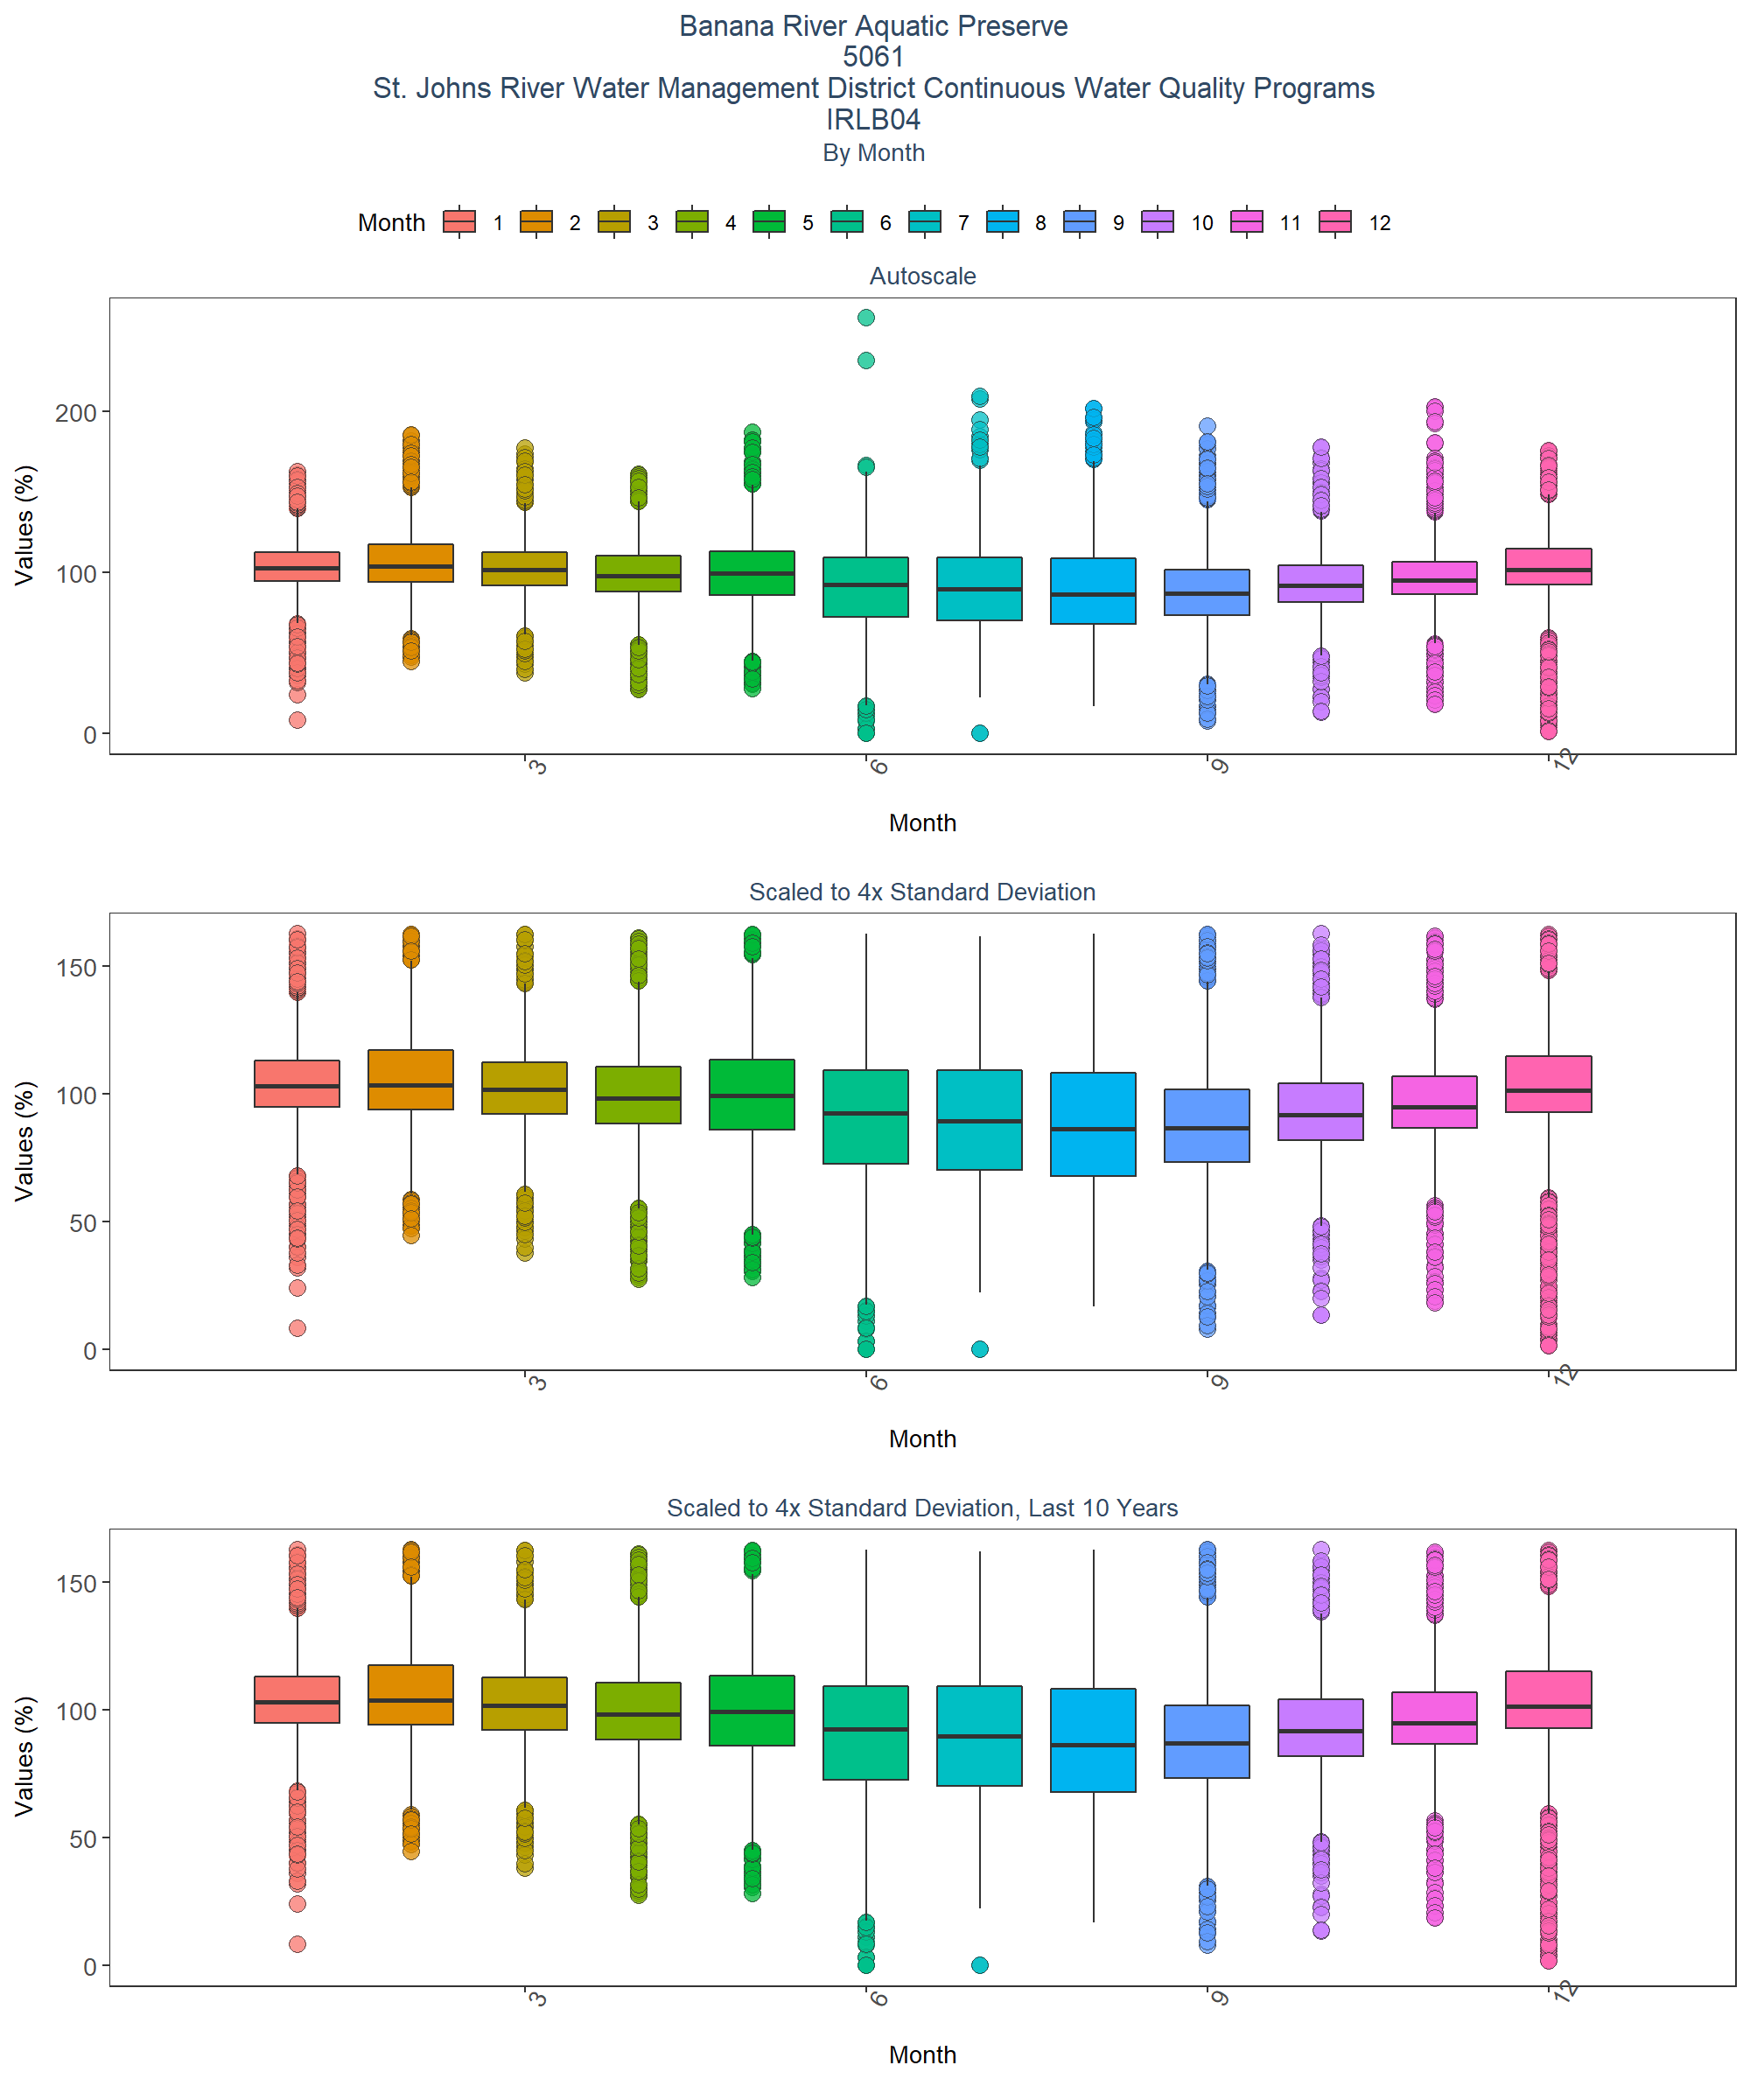 Banana River Aquatic Preserve
5061
St. Johns River Water Management District Continuous Water Quality Programs
IRLB04
By Month
Month 1 2 3 4 5 6 7 8 9 10 11 12
Autoscale
Values (%)
200
100
0
3 6 9 12
Month
Scaled to 4x Standard Deviation
Values (%)
150
100
50
0
3 6 9 12
Month
Scaled to 4x Standard Deviation, Last 10 Years
Values (%)
150
100
50
0
3 6 9 12
Month